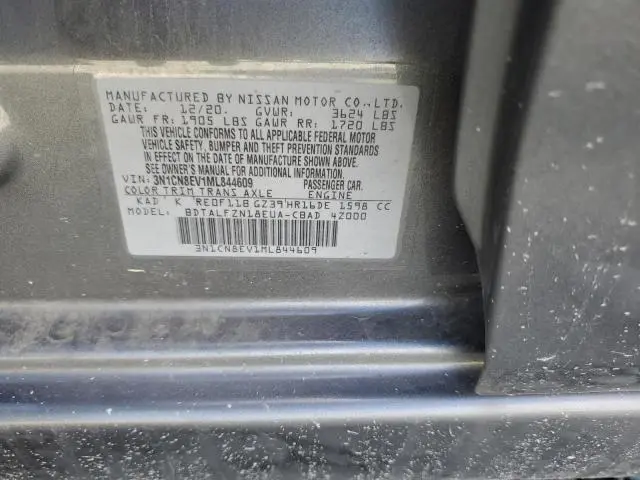 MANUFACTURED BY NISSAN MOTOR CO.,LTD.
DATE: 12/20. GVWR: 3624 LBS
GAWR FR: 1905 LBS GAWR RR: 1720 LBS
THIS VEHICLE CONFORMS TO ALL APPLICABLE FEDERAL MOTOR
VEHICLE SAFETY, BUMPER AND THEFT PREVENTION STANDARDS
IN EFFECT ON THE DATE OF MANUFACTURE SHOWN ABOVE.
SEE OWNER'S MANUAL FOR ADDITIONAL INFORMATION.
VIN: 3N1CN8EV1ML844609 PASSENGER CAR.
COLOR TRIM TRANS AXLE ENGINE
KAD K RE0F11B GZ39 HR16DE 1598 CC
MODEL: BDTALFZN18EUA-CBAD 4Z000
3N1CN8EV1ML844609